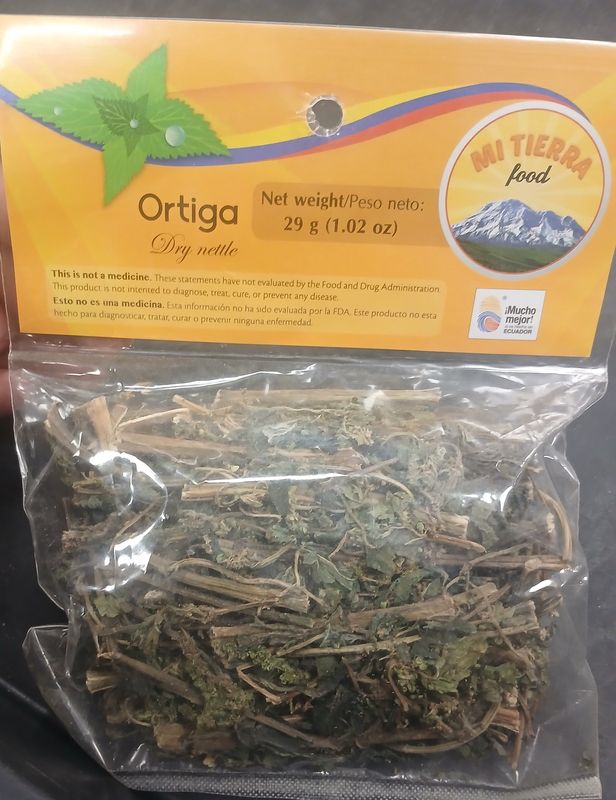 MI TIERRA
food
Ortiga
Dry nettle
Net weight/Peso neto:
29 g (1.02 oz)
This is not a medicine. These statements have not evaluated by the Food and Drug Administration.
This product is not intended to diagnose, treat, cure, or prevent any disease.
Esto no es una medicina. Esta información no ha sido evaluada por la FDA. Este producto no esta
hecho para diagnosticar, tratar, curar o prevenir ninguna enfermedad.
¡Mucho
mejor!
ECUADOR